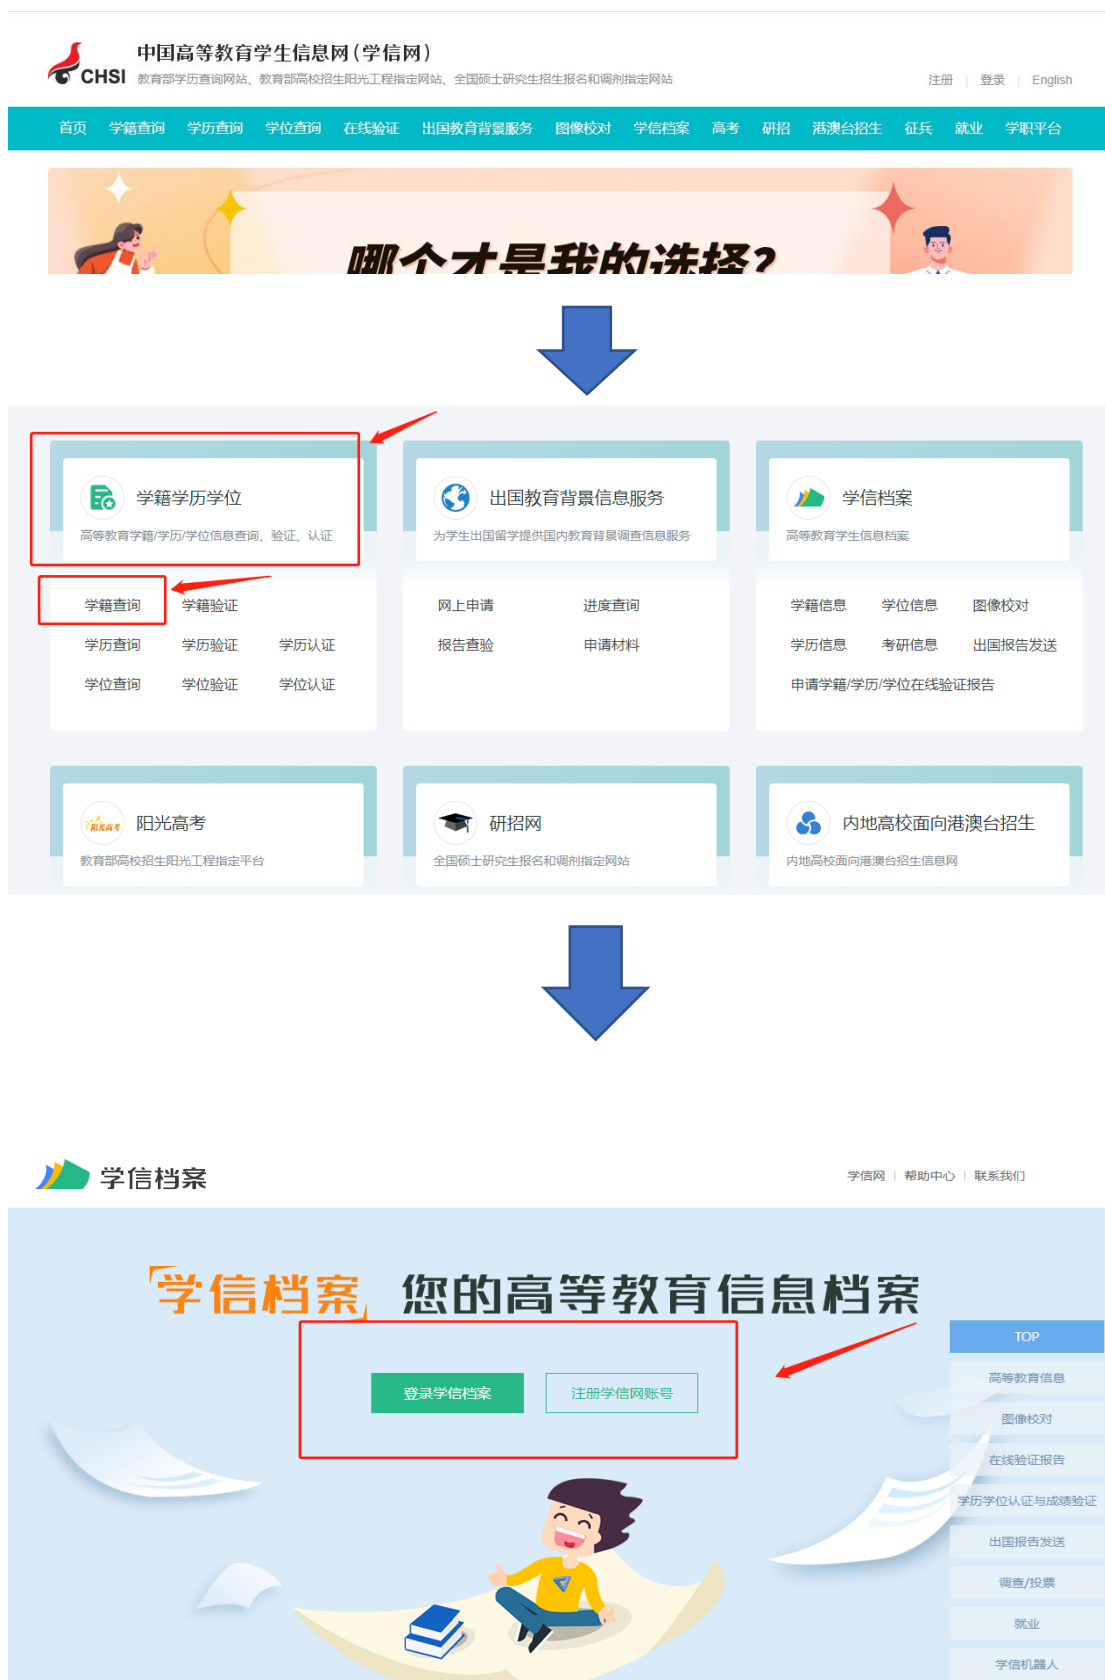 中国高等教育学生信息网(学信网)
CHSI 教育部学历查询网站、教育部高校招生阳光工程指定网站、全国硕士研究生招生报名和调剂指定网站
注册 | 登录 | English
首页 学籍查询 学历查询 学位查询 在线验证 出国教育背景服务 图像校对 学信档案 高考 研招 港澳台招生 征兵 就业 学职平台
哪个才是我的选择?
学籍学历学位 出国教育背景信息服务 学信档案
高等教育学籍/学历/学位信息查询、验证、认证 为学生出国留学提供国内教育背景调查信息服务 高等教育学生信息档案
学籍查询 学籍验证 网上申请 进度查询 学籍信息 学位信息 图像校对
学历查询 学历验证 学历认证 报告查验 申请材料 学历信息 考研信息 出国报告发送
学位查询 学位验证 学位认证 申请学籍/学历/学位在线验证报告
阳光高考 阳光高考 研招网 内地高校面向港澳台招生
教育部高校招生阳光工程指定平台 全国硕士研究生报名和调剂指定网站 内地高校面向港澳台招生信息网
学信档案 学信网 | 帮助中心 | 联系我们
「学信档案」您的高等教育信息档案
TOP
高等教育信息
登录学信档案 注册学信网账号
图像校对
在线验证报告
学历学位认证与成绩验证
出国报告发送
调查/投票
就业
学信机器人